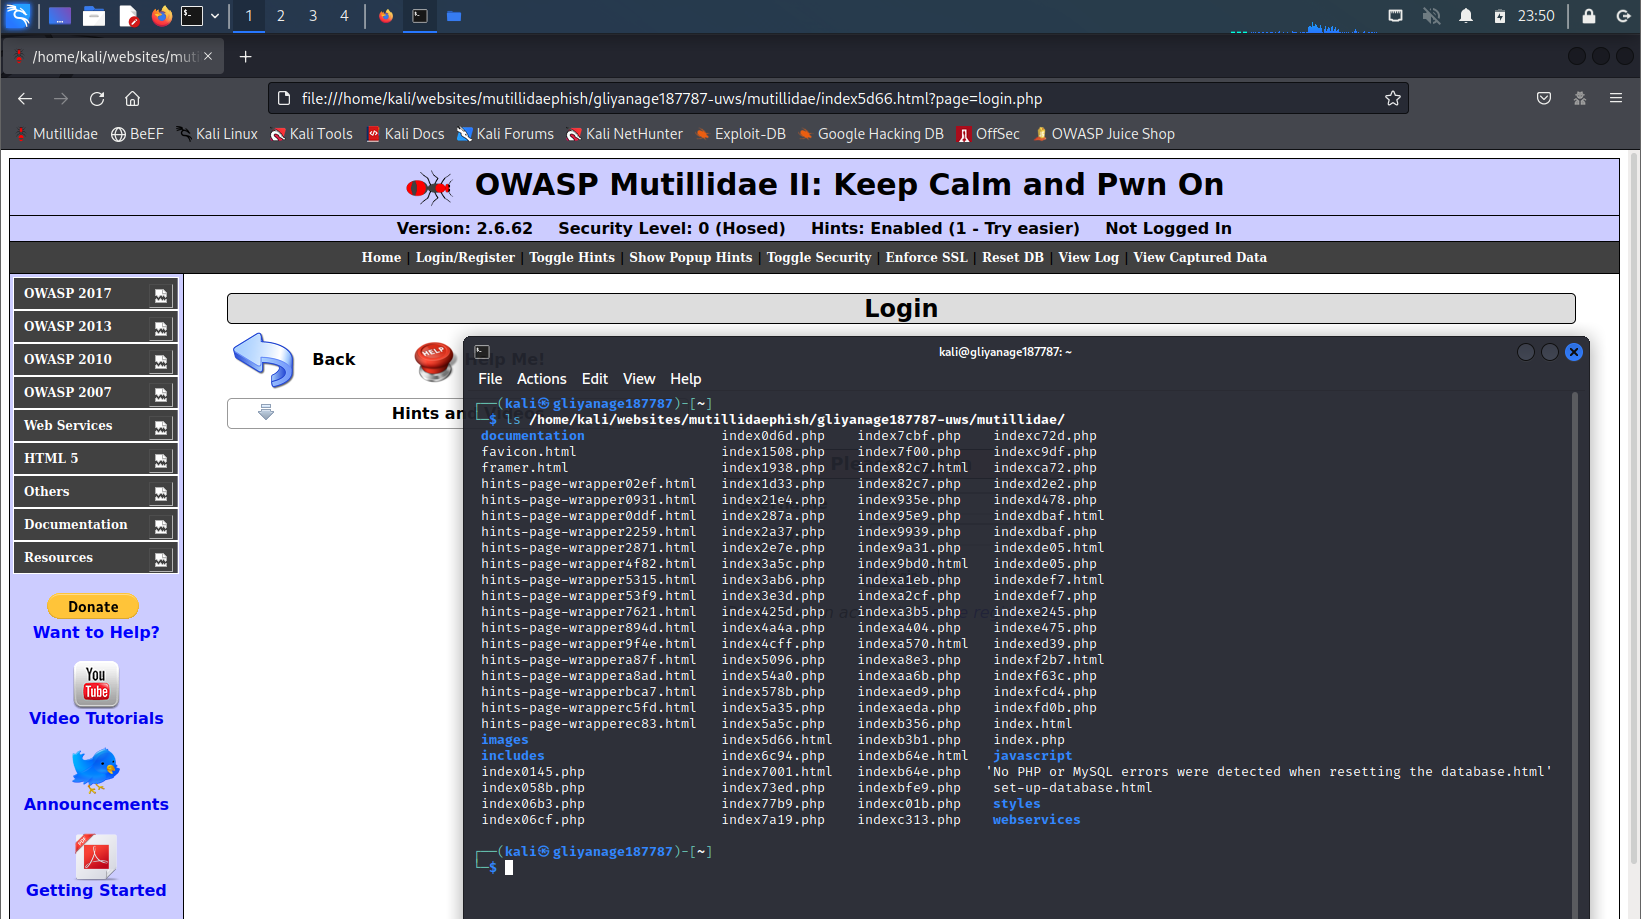 1 2 3 4 23:50
/home/kali/websites/mut
file:///home/kali/websites/mutillidaephish/gliyanage187787-uws/mutillidae/index5d66.html?page=login.php
Mutillidae BeEF Kali Linux Kali Tools Kali Docs Kali Forums Kali NetHunter Exploit-DB Google Hacking DB OffSec OWASP Juice Shop
OWASP Mutillidae II: Keep Calm and Pwn On
Version: 2.6.62 Security Level: 0 (Hosed) Hints: Enabled (1 - Try easier) Not Logged In
Home | Login/Register | Toggle Hints | Show Popup Hints | Toggle Security | Enforce SSL | Reset DB | View Log | View Captured Data
OWASP 2017
OWASP 2013
OWASP 2010
OWASP 2007
Web Services
HTML 5
Others
Documentation
Resources
Donate
Want to Help?
You
Tube
Video Tutorials
Announcements
PDF
Getting Started
Login
Back
HELP
Help Me!
Hints and
kali@gliyanage187787: ~
File Actions Edit View Help
┌──(kali㉿gliyanage187787)-[~]
└─$ ls /home/kali/websites/mutillidaephish/gliyanage187787-uws/mutillidae/
documentation index0d6d.php index7cbf.php indexc72d.php
favicon.html index1508.php index7f00.php indexc9df.php
framer.html index1938.php index82c7.html indexca72.php
hints-page-wrapper02ef.html index1d33.php index82c7.php indexd2e2.php
hints-page-wrapper0931.html index21e4.php index935e.php indexd478.php
hints-page-wrapper0ddf.html index287a.php index95e9.php indexdbaf.html
hints-page-wrapper2259.html index2a37.php index9939.php indexdbaf.php
hints-page-wrapper2871.html index2e7e.php index9a31.php indexde05.html
hints-page-wrapper4f82.html index3a5c.php index9bd0.html indexde05.php
hints-page-wrapper5315.html index3ab6.php indexa1eb.php indexdef7.html
hints-page-wrapper53f9.html index3e3d.php indexa2cf.php indexdef7.php
hints-page-wrapper7621.html index425d.php indexa3b5.php indexe245.php
hints-page-wrapper894d.html index4a4a.php indexa404.php indexe475.php
hints-page-wrapper9f4e.html index4cff.php indexa570.html indexed39.php
hints-page-wrappera87f.html index5096.php indexa8e3.php indexf2b7.html
hints-page-wrappera8ad.html index54a0.php indexaa6b.php indexf63c.php
hints-page-wrapperbca7.html index578b.php indexaed9.php indexfcd4.php
hints-page-wrapperc5fd.html index5a35.php indexaeda.php indexfd0b.php
hints-page-wrapperec83.html index5a5c.php indexb356.php index.html
images index5d66.html indexb3b1.php index.php
includes index6c94.php indexb64e.html javascript
index0145.php index7001.html indexb64e.php 'No PHP or MySQL errors were detected when resetting the database.html'
index058b.php index73ed.php indexbfe9.php set-up-database.html
index06b3.php index77b9.php indexc01b.php styles
index06cf.php index7a19.php indexc313.php webservices
┌──(kali㉿gliyanage187787)-[~]
└─$